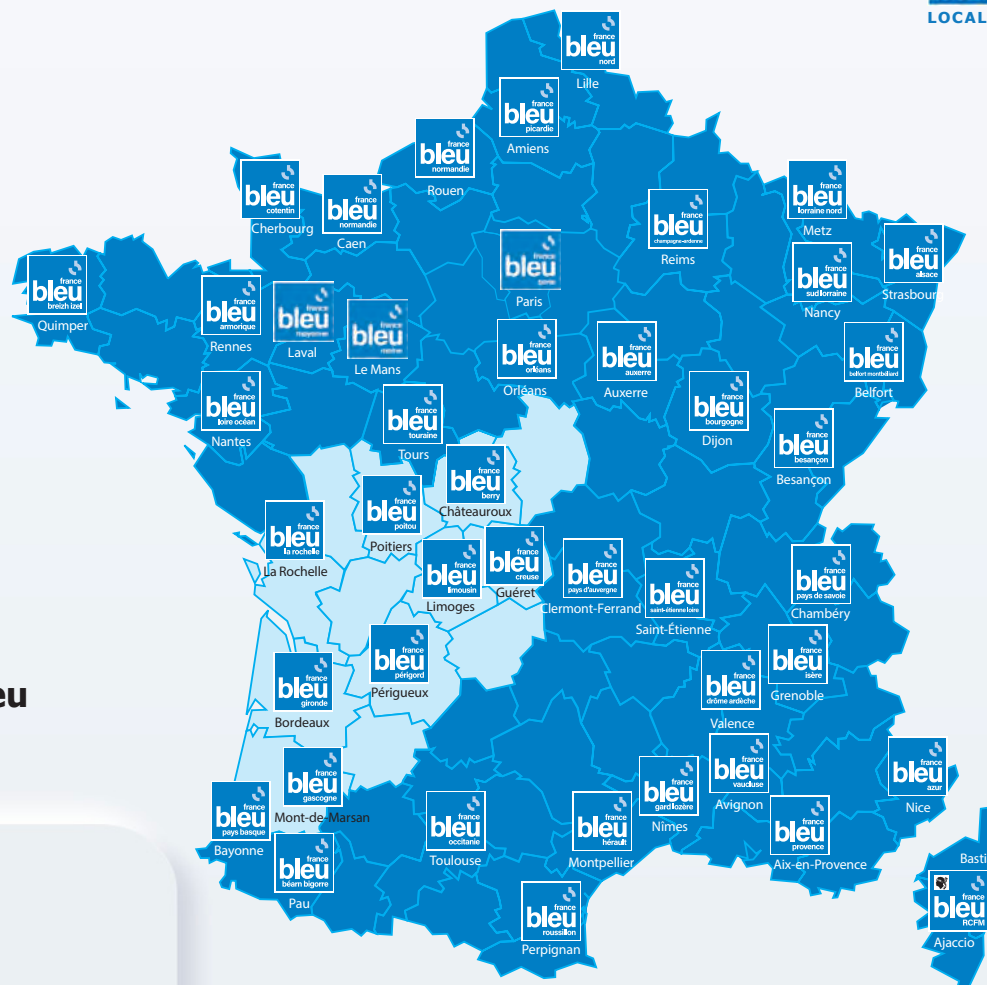 LOCAL
france
bleu
nord
Lille
france
bleu
picardie
Amiens
france
bleu
normandie
Rouen
france
bleu
cotentin
Cherbourg
france
bleu
normandie
Caen
france
bleu
champagne-ardenne
Reims
france
bleu
lorraine nord
Metz
france
bleu
alsace
Strasbourg
france
bleu
sud lorraine
Nancy
france
bleu
Paris
france
bleu
breizh izel
Quimper
france
bleu
armorique
Rennes
france
bleu
mayenne
Laval
france
bleu
maine
Le Mans
france
bleu
orléans
Orléans
france
bleu
auxerre
Auxerre
france
bleu
belfort montbéliard
Belfort
france
bleu
loire océan
Nantes
france
bleu
touraine
Tours
france
bleu
bourgogne
Dijon
france
bleu
besançon
Besançon
france
bleu
berry
Châteauroux
france
bleu
poitou
Poitiers
france
bleu
la rochelle
La Rochelle
france
bleu
limousin
Limoges
france
bleu
creuse
Guéret
france
bleu
pays d'auvergne
Clermont-Ferrand
france
bleu
saint-étienne loire
Saint-Étienne
france
bleu
pays de savoie
Chambéry
france
bleu
isère
Grenoble
france
bleu
drôme ardèche
Valence
france
bleu
périgord
Périgueux
france
bleu
gironde
Bordeaux
eu
france
bleu
gascogne
Mont-de-Marsan
france
bleu
pays basque
Bayonne
france
bleu
béarn bigorre
Pau
france
bleu
occitanie
Toulouse
france
bleu
hérault
Montpellier
france
bleu
gard lozère
Nîmes
france
bleu
vaucluse
Avignon
france
bleu
provence
Aix-en-Provence
france
bleu
azur
Nice
france
bleu
roussillon
Perpignan
Basti
france
bleu
RCFM
Ajaccio